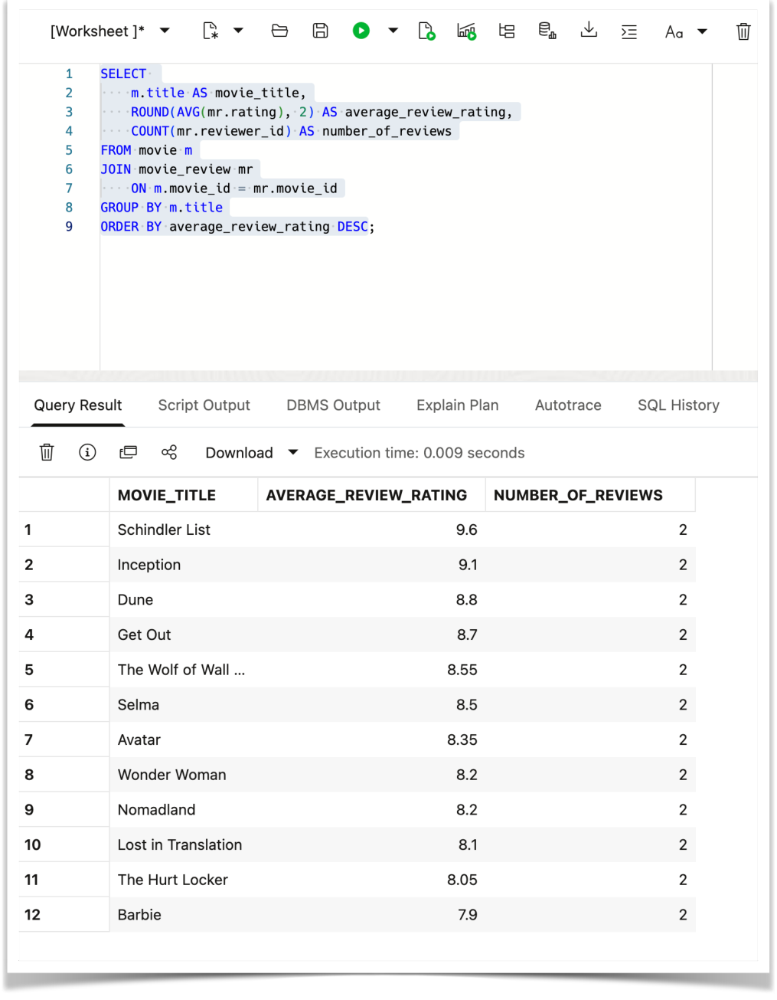 [Worksheet ]*
Aa
1 SELECT
2 m.title AS movie_title,
3 ROUND(AVG(mr.rating), 2) AS average_review_rating,
4 COUNT(mr.reviewer_id) AS number_of_reviews
5 FROM movie m
6 JOIN movie_review mr
7 ON m.movie_id = mr.movie_id
8 GROUP BY m.title
9 ORDER BY average_review_rating DESC;
Query Result Script Output DBMS Output Explain Plan Autotrace SQL History
Download Execution time: 0.009 seconds
MOVIE_TITLE AVERAGE_REVIEW_RATING NUMBER_OF_REVIEWS
1 Schindler List 9.6 2
2 Inception 9.1 2
3 Dune 8.8 2
4 Get Out 8.7 2
5 The Wolf of Wall ... 8.55 2
6 Selma 8.5 2
7 Avatar 8.35 2
8 Wonder Woman 8.2 2
9 Nomadland 8.2 2
10 Lost in Translation 8.1 2
11 The Hurt Locker 8.05 2
12 Barbie 7.9 2